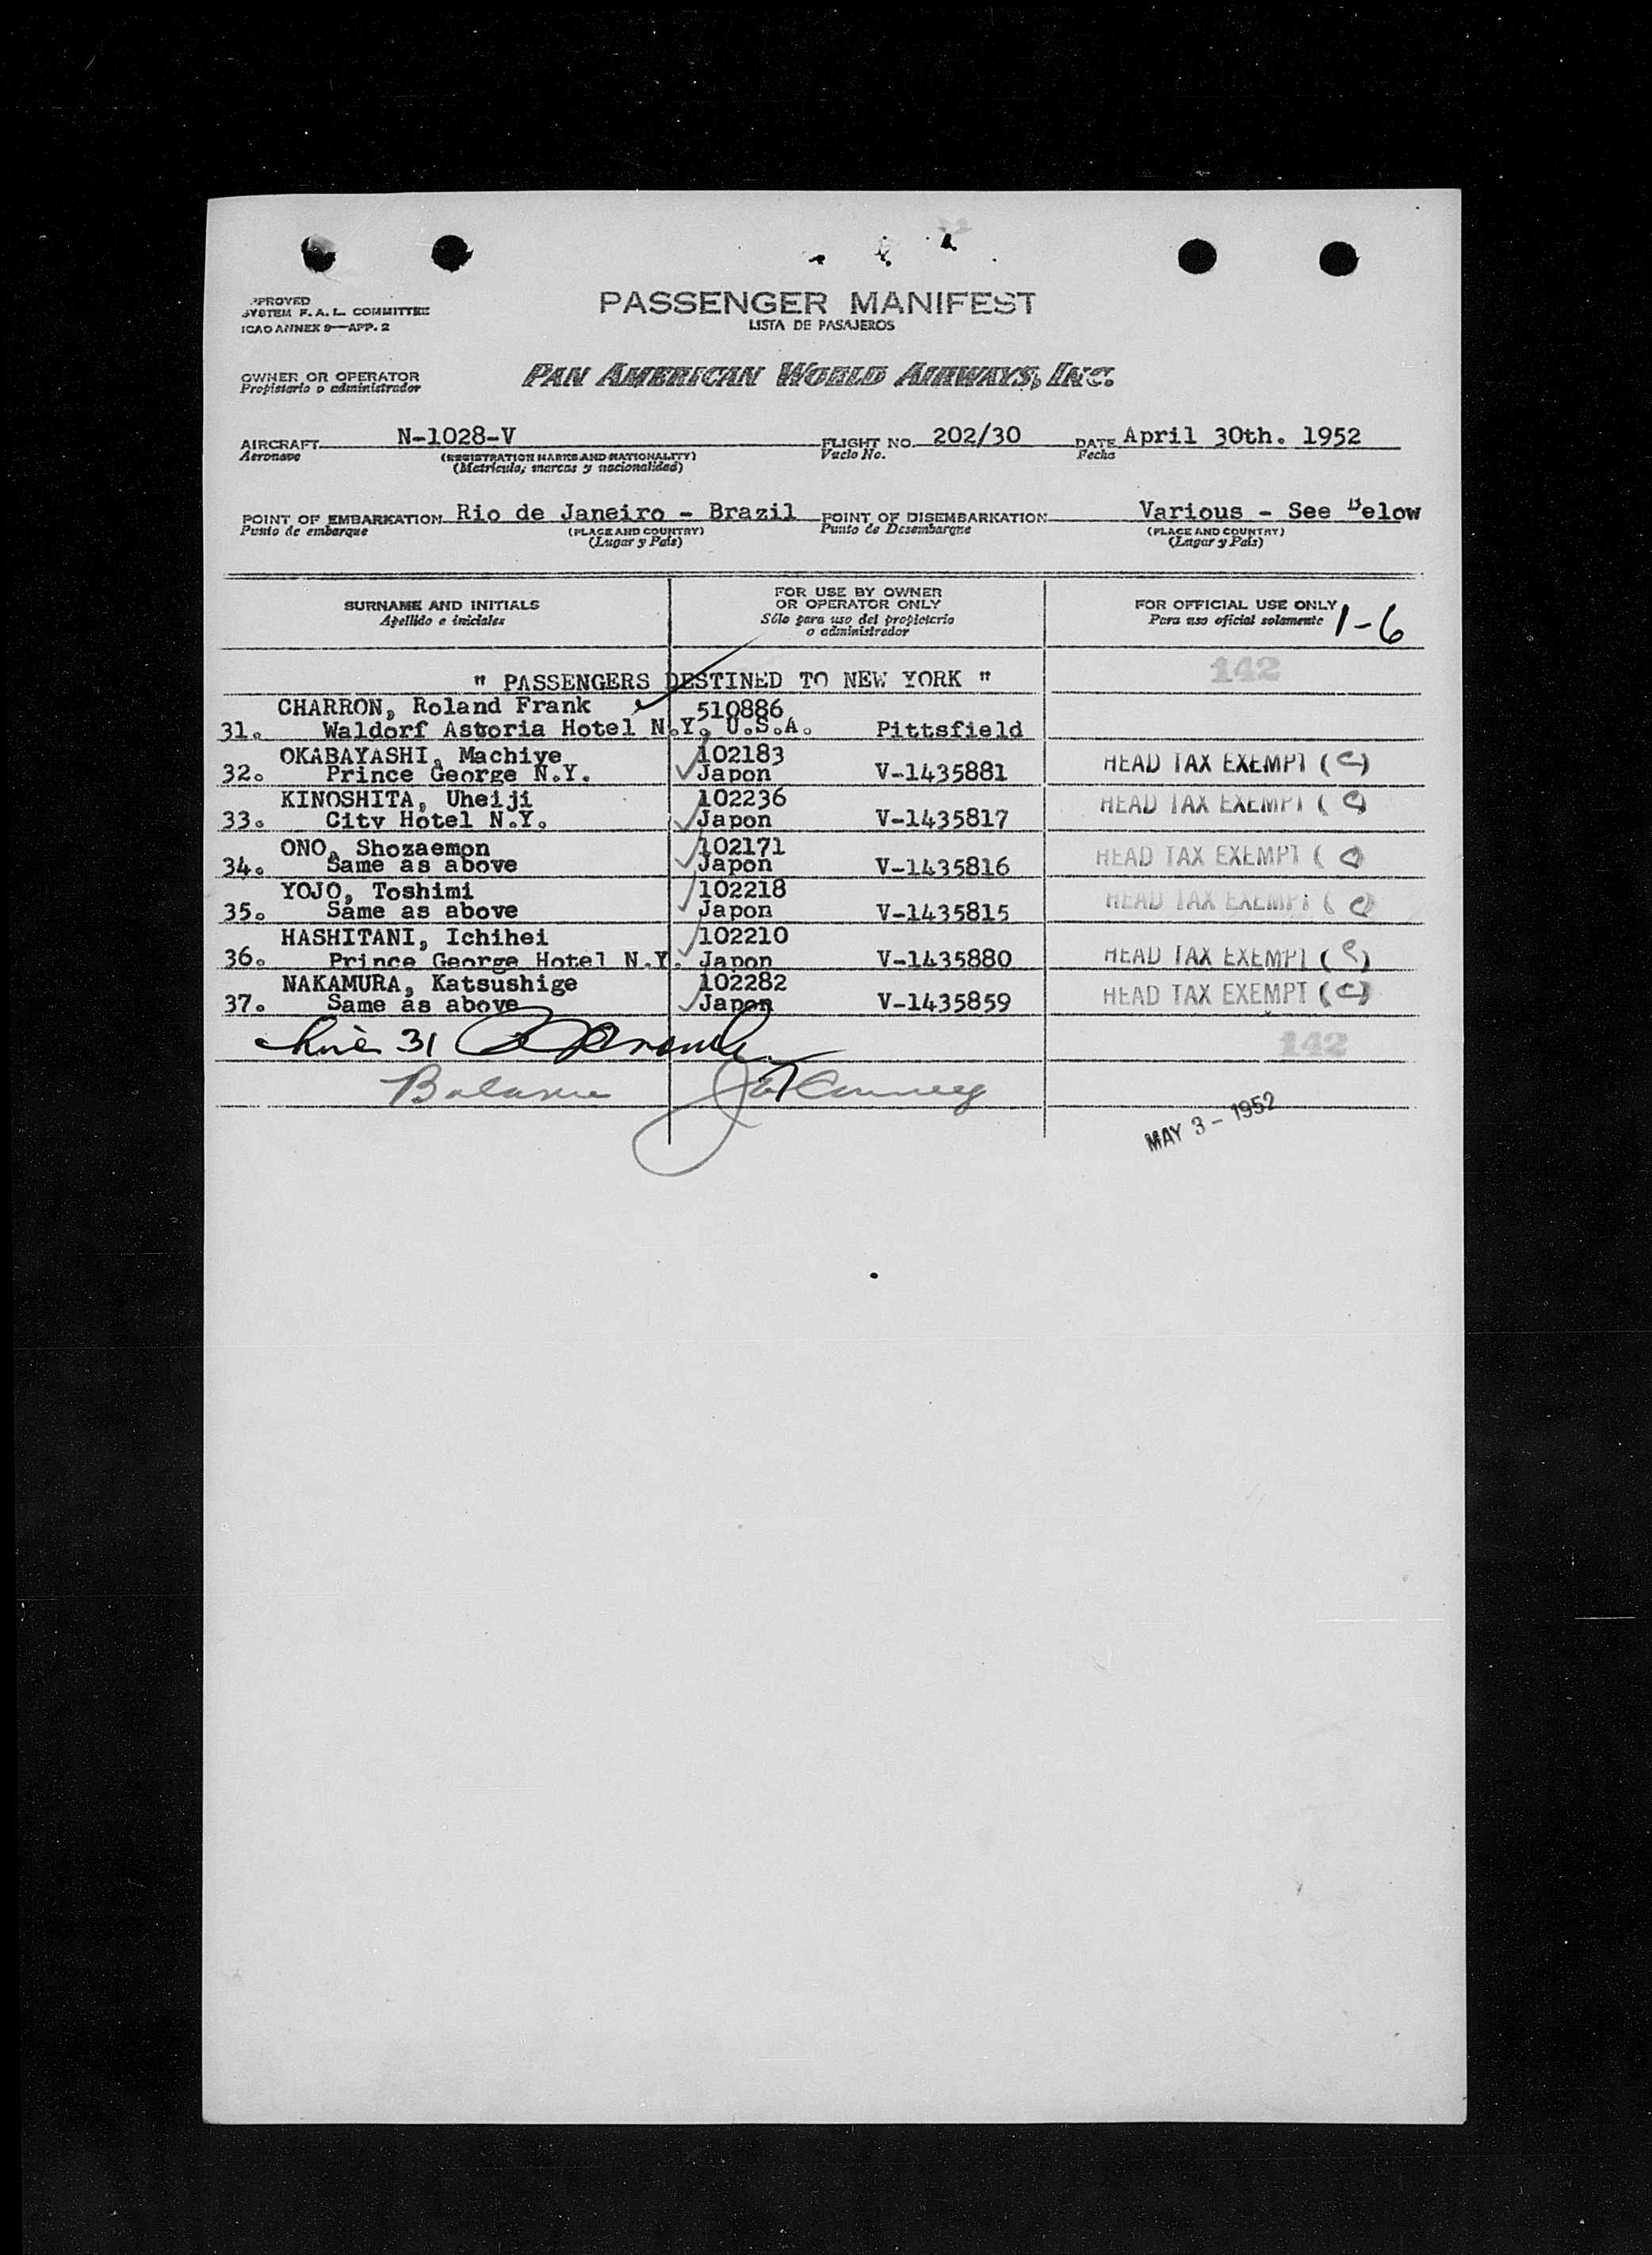 PPROVED
SYSTEM F. A. L. COMMITTEE
ICAO ANNEX 9—APP. 2
PASSENGER MANIFEST
LISTA DE PASAJEROS
OWNER OR OPERATOR
Propietario o administrador
PAN AMERICAN WORLD AIRWAYS, INC.
AIRCRAFT N-1028-V FLIGHT NO. 202/30 DATE April 30th. 1952
Aeronave (REGISTRATION MARKS AND NATIONALITY) Vuelo No. Fecha
(Matrícula, marcas y nacionalidad)
POINT OF EMBARKATION Rio de Janeiro - Brazil POINT OF DISEMBARKATION Various - See Below
Punto de embarque (PLACE AND COUNTRY) Punto de Desembarque (PLACE AND COUNTRY)
(Lugar y País) (Lugar y País)
SURNAME AND INITIALS FOR USE BY OWNER OR OPERATOR ONLY FOR OFFICIAL USE ONLY
Apellido e iniciales Sólo para uso del propietario o administrador Para uso oficial solamente 1-6
" PASSENGERS DESTINED TO NEW YORK " 142
CHARRON, Roland Frank 510886
31. Waldorf Astoria Hotel N.Y. U.S.A. Pittsfield
OKABAYASHI, Machiye 102183
32. Prince George N.Y. Japon V-1435881 HEAD TAX EXEMPT (C)
KINOSHITA, Uheiji 102236
33. City Hotel N.Y. Japon V-1435817 HEAD TAX EXEMPT (
ONO, Shozaemon 102171
34. Same as above Japon V-1435816 HEAD TAX EXEMPT (
YOJO, Toshimi 102218
35. Same as above Japon V-1435815 HEAD TAX EXEMPT ( C
HASHITANI, Ichihei 102210
36. Prince George Hotel N.Y. Japon V-1435880 HEAD TAX EXEMPT ( )
NAKAMURA, Katsushige 102282
37. Same as above Japon V-1435859 HEAD TAX EXEMPT (C)
Line 31 142
Balance
MAY 3 - 1952